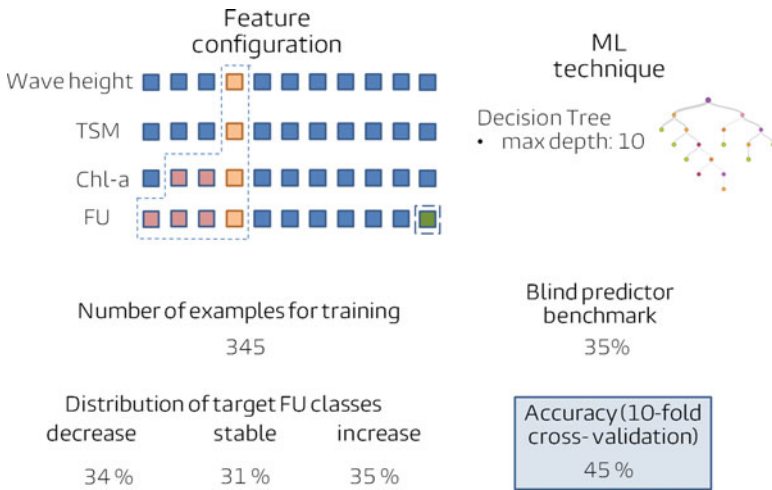 Feature
configuration
Wave height
TSM
Chl-a
FU
ML
technique
Decision Tree
• max depth: 10
Number of examples for training
345
Blind predictor
benchmark
35%
Distribution of target FU classes
decrease stable increase
34 % 31 % 35 %
Accuracy (10-fold
cross- validation)
45 %